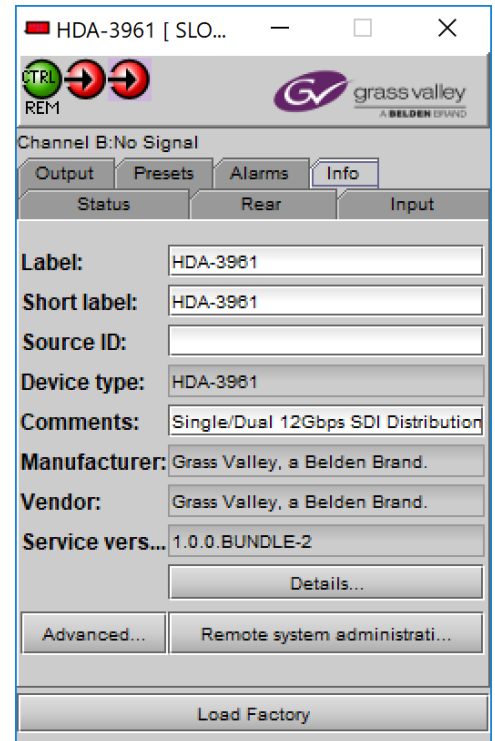 HDA-3961 [ SLO...
CTRL
REM
GV grass valley
A BELDEN BRAND
Channel B:No Signal
Output Presets Alarms Info
Status Rear Input
Label: HDA-3961
Short label: HDA-3961
Source ID:
Device type: HDA-3961
Comments: Single/Dual 12Gbps SDI Distribution
Manufacturer: Grass Valley, a Belden Brand.
Vendor: Grass Valley, a Belden Brand.
Service vers... 1.0.0.BUNDLE-2
Details...
Advanced... Remote system administrati...
Load Factory